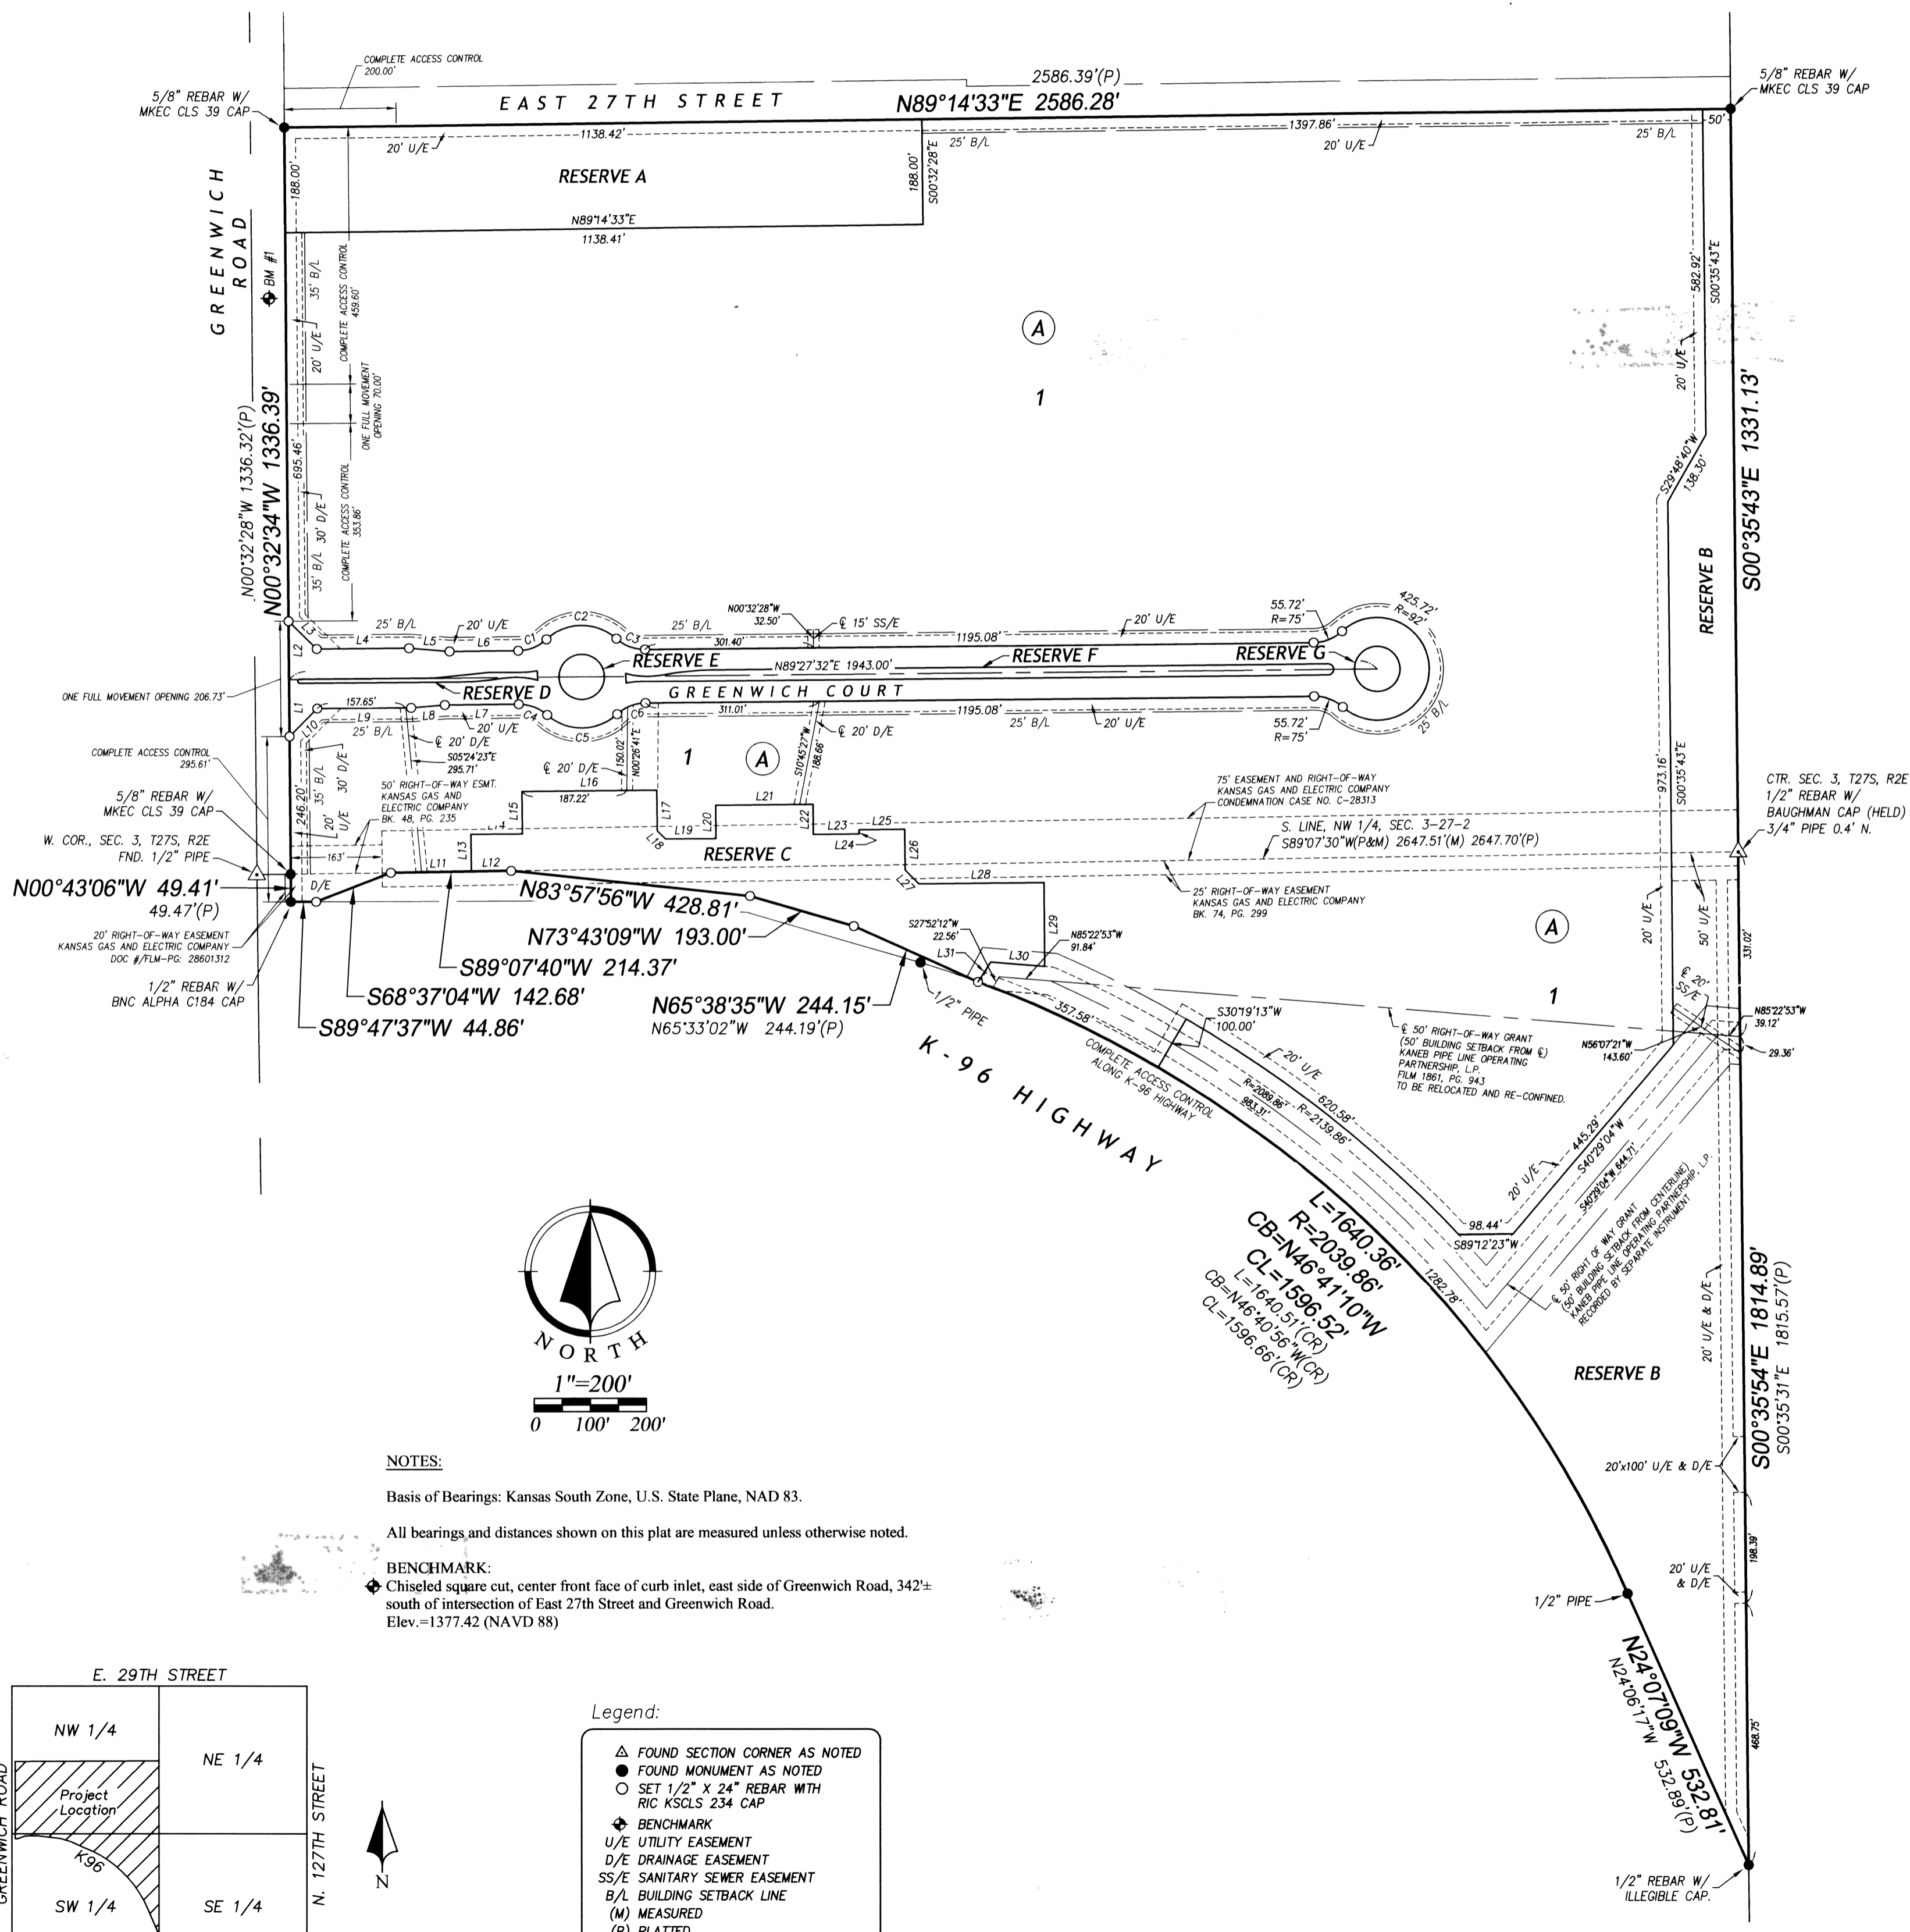 COMPLETE ACCESS CONTROL
200.00'
5/8" REBAR W/
MKEC CLS 39 CAP
2586.39'(P)
EAST 27TH STREET
N89°14'33"E 2586.28'
5/8" REBAR W/
MKEC CLS 39 CAP
1138.42'
20' U/E
1397.86'
25' B/L
20' U/E
25' B/L
50'
188.00'
RESERVE A
188.00'
S00°32'28"E
N89°14'33"E
1138.41'
GREENWICH
ROAD
BM #1
35' B/L
20' U/E
COMPLETE ACCESS CONTROL
459.60'
ONE FULL MOVEMENT
OPENING 70.00'
COMPLETE ACCESS CONTROL
353.86'
N00°32'28"W 1336.32'(P)
N00°32'34"W 1336.39'
695.46'
35' B/L
30' D/E
A
1
582.92'
S00°35'43"E
20' U/E
S29°48'40"W
138.30'
S00°35'43"E 1331.13'
RESERVE B
973.16'
S00°35'43"E
L3
L2
25' B/L
L4
L5
20' U/E
L6
C1
C2
C3
25' B/L
301.40'
N00°32'28"W
32.50'
℄ 15' SS/E
1195.08'
20' U/E
55.72'
R=75'
425.72'
R=92'
RESERVE E
N89°27'32"E 1943.00'
RESERVE F
RESERVE G
ONE FULL MOVEMENT OPENING 206.73'
RESERVE D
GREENWICH COURT
L1
L10
157.65'
L9
25' B/L
L8
L7
20' U/E
C4
C5
C6
311.01'
1195.08'
25' B/L
20' U/E
55.72'
R=75'
25' B/L
COMPLETE ACCESS CONTROL
295.61'
℄ 20' D/E
S05°24'23"E
295.71'
℄ 20' D/E
150.02'
N00°26'41"E
1
A
S10°45'27"W
188.66'
℄ 20' D/E
246.20'
35' B/L
30' D/E
20'
U/E
50' RIGHT-OF-WAY ESMT.
KANSAS GAS AND
ELECTRIC COMPANY
BK. 48, PG. 235
5/8" REBAR W/
MKEC CLS 39 CAP
W. COR., SEC. 3, T27S, R2E
FND. 1/2" PIPE
163'
D/E
L11
L12
L13
L14
L15
L16
187.22'
L17
L18
L19
L20
L21
L22
L23
L24
L25
L26
L27
L28
L29
L30
L31
RESERVE C
75' EASEMENT AND RIGHT-OF-WAY
KANSAS GAS AND ELECTRIC COMPANY
CONDEMNATION CASE NO. C-28313
S. LINE, NW 1/4, SEC. 3-27-2
S89°07'30"W(P&M) 2647.51'(M) 2647.70'(P)
CTR. SEC. 3, T27S, R2E
1/2" REBAR W/
BAUGHMAN CAP (HELD)
3/4" PIPE 0.4' N.
25' RIGHT-OF-WAY EASEMENT
KANSAS GAS AND ELECTRIC COMPANY
BK. 74, PG. 299
N00°43'06"W 49.41'
49.47'(P)
20' RIGHT-OF-WAY EASEMENT
KANSAS GAS AND ELECTRIC COMPANY
DOC #/FLM-PG: 28601312
1/2" REBAR W/
BNC ALPHA C184 CAP
N83°57'56"W 428.81'
N73°43'09"W 193.00'
S89°07'40"W 214.37'
S68°37'04"W 142.68'
S89°47'37"W 44.86'
N65°38'35"W 244.15'
N65°33'02"W 244.19'(P)
1/2" PIPE
S27°52'12"W
22.56'
N85°22'53"W
91.84'
357.58'
K-96 HIGHWAY
COMPLETE ACCESS CONTROL
ALONG K-96 HIGHWAY
S30°19'13"W
100.00'
20' U/E
620.58'
R=2089.86'
983.31'
R=2139.86'
A
1
℄ 50' RIGHT-OF-WAY GRANT
(50' BUILDING SETBACK FROM ℄)
KANEB PIPE LINE OPERATING
PARTNERSHIP, L.P.
FILM 1861, PG. 943
TO BE RELOCATED AND RE-CONFINED.
20' U/E
50' U/E
331.02'
℄ 20'
SS/E
N56°07'21"W
143.60'
N85°22'53"W
39.12'
29.36'
445.29'
S40°29'04"W
S40°29'04"W 644.71'
20' U/E
98.44'
S89°12'23"W
℄ 50' RIGHT OF WAY GRANT
(50' BUILDING SETBACK FROM CENTERLINE)
KANEB PIPE LINE OPERATING PARTNERSHIP, L.P.
RECORDED BY SEPARATE INSTRUMENT
L=1640.36'
R=2039.86'
CB=N46°41'10"W
CL=1596.52'
L=1640.51'(CR)
CB=N46°40'56"W(CR)
CL=1596.66'(CR)
1282.78'
20' U/E & D/E
S00°35'54"E 1814.89'
S00°35'31"E 1815.57'(P)
RESERVE B
20'x100' U/E & D/E
198.39'
20' U/E
& D/E
1/2" PIPE
N24°07'09"W 532.81'
N24°06'17"W 532.89'(P)
468.75'
1/2" REBAR W/
ILLEGIBLE CAP.
NORTH
1"=200'
0 100' 200'
NOTES:
Basis of Bearings: Kansas South Zone, U.S. State Plane, NAD 83.
All bearings and distances shown on this plat are measured unless otherwise noted.
BENCHMARK:
Chiseled square cut, center front face of curb inlet, east side of Greenwich Road, 342'±
south of intersection of East 27th Street and Greenwich Road.
Elev.=1377.42 (NAVD 88)
E. 29TH STREET
NW 1/4
NE 1/4
Project
Location
K96
SW 1/4
SE 1/4
GREENWICH ROAD
N. 127TH STREET
N
Legend:
FOUND SECTION CORNER AS NOTED
FOUND MONUMENT AS NOTED
SET 1/2" X 24" REBAR WITH
RIC KSCLS 234 CAP
BENCHMARK
U/E UTILITY EASEMENT
D/E DRAINAGE EASEMENT
SS/E SANITARY SEWER EASEMENT
B/L BUILDING SETBACK LINE
(M) MEASURED
(P) PLATTED